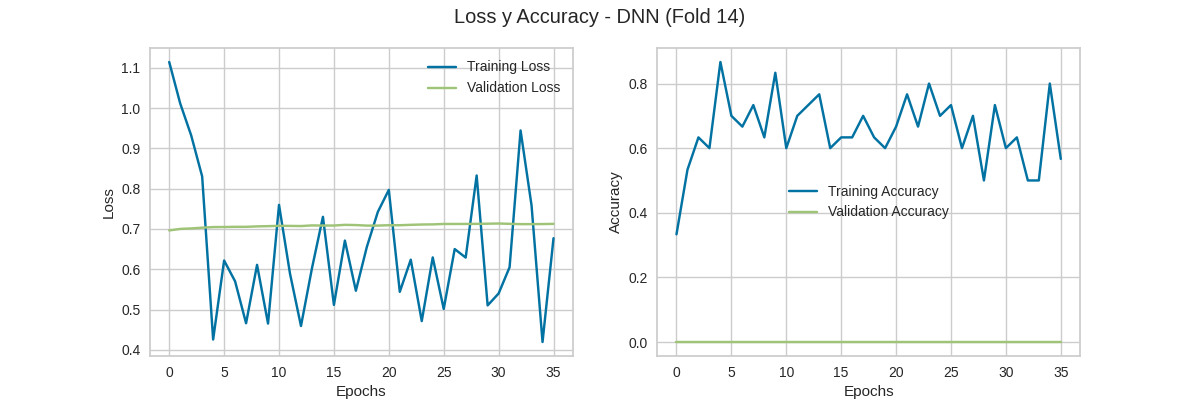 Loss y Accuracy - DNN (Fold 14)
1.1
1.0
0.9
0.8
0.7
0.6
0.5
0.4
Loss
Training Loss
Validation Loss
0 5 10 15 20 25 30 35
Epochs
0.8
0.6
0.4
0.2
0.0
Accuracy
Training Accuracy
Validation Accuracy
0 5 10 15 20 25 30 35
Epochs